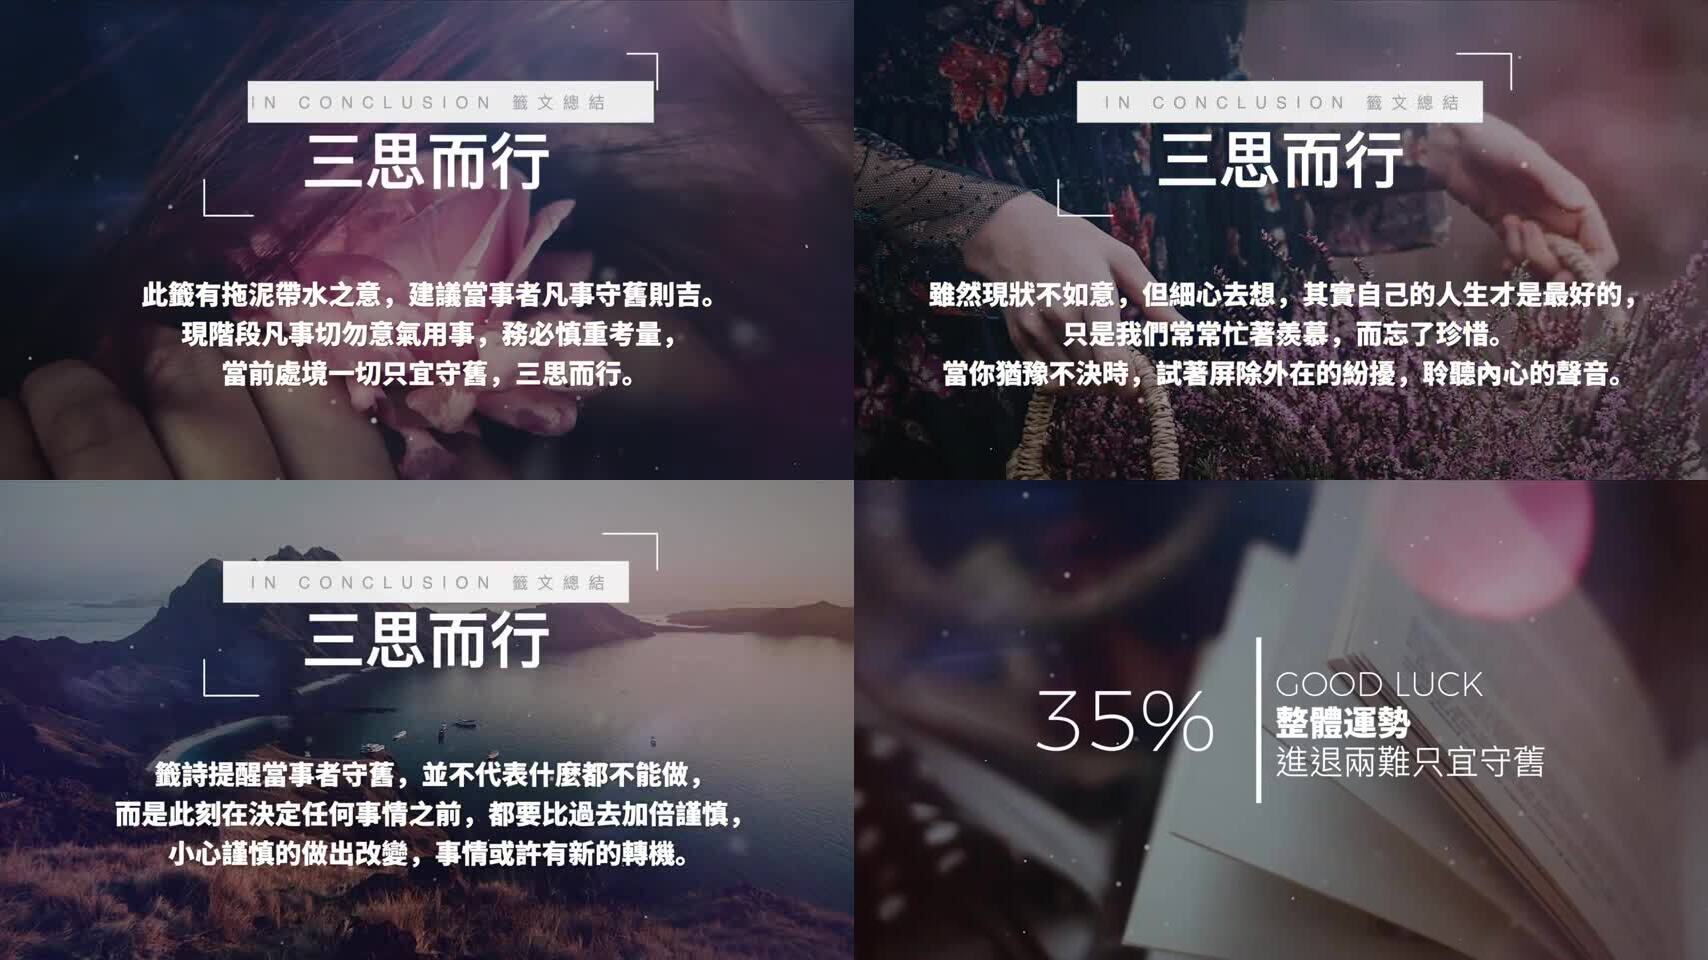 IN CONCLUSION 籤文總結
三思而行
此籤有拖泥帶水之意，建議當事者凡事守舊則吉。
現階段凡事切勿意氣用事，務必慎重考量，
當前處境一切只宜守舊，三思而行。
IN CONCLUSION 籤文總結
三思而行
雖然現狀不如意，但細心去想，其實自己的人生才是最好的，
只是我們常常忙著羨慕，而忘了珍惜。
當你猶豫不決時，試著屏除外在的紛擾，聆聽內心的聲音。
IN CONCLUSION 籤文總結
三思而行
籤詩提醒當事者守舊，並不代表什麼都不能做，
而是此刻在決定任何事情之前，都要比過去加倍謹慎，
小心謹慎的做出改變，事情或許有新的轉機。
35%
GOOD LUCK
整體運勢
進退兩難只宜守舊